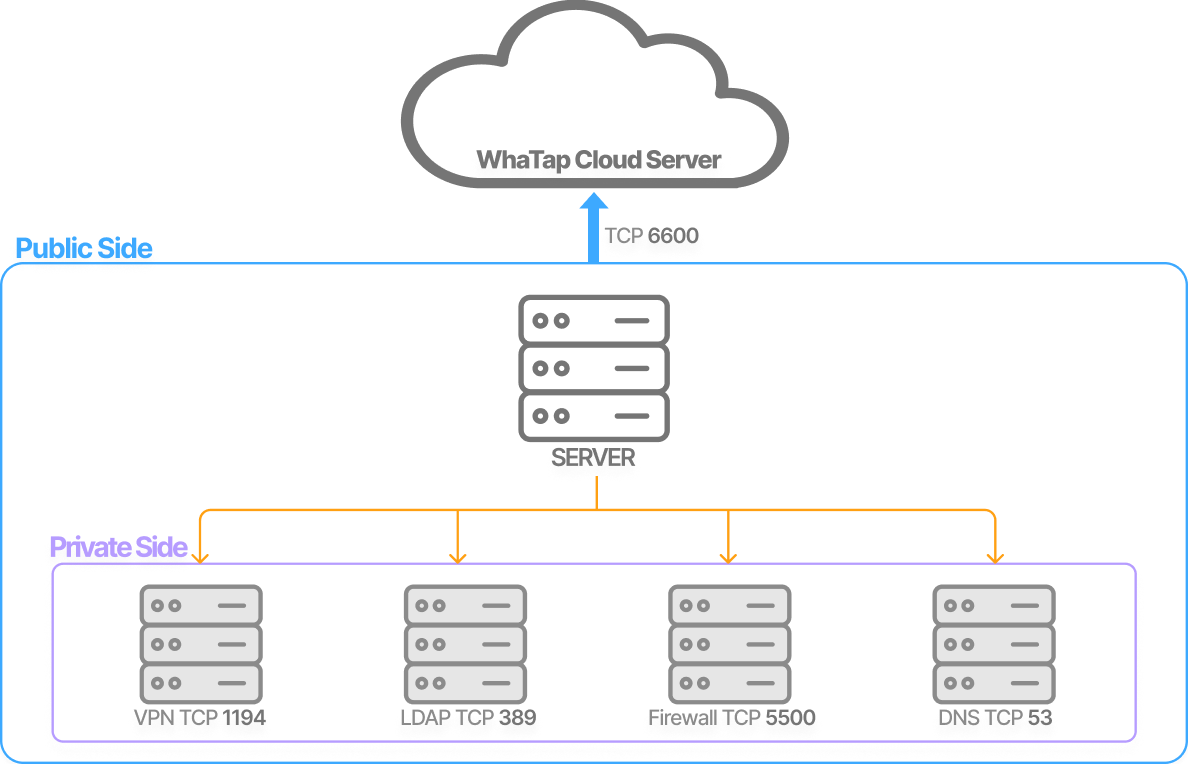 WhaTap Cloud Server
TCP 6600
Public Side
SERVER
Private Side
VPN TCP 1194
LDAP TCP 389
Firewall TCP 5500
DNS TCP 53